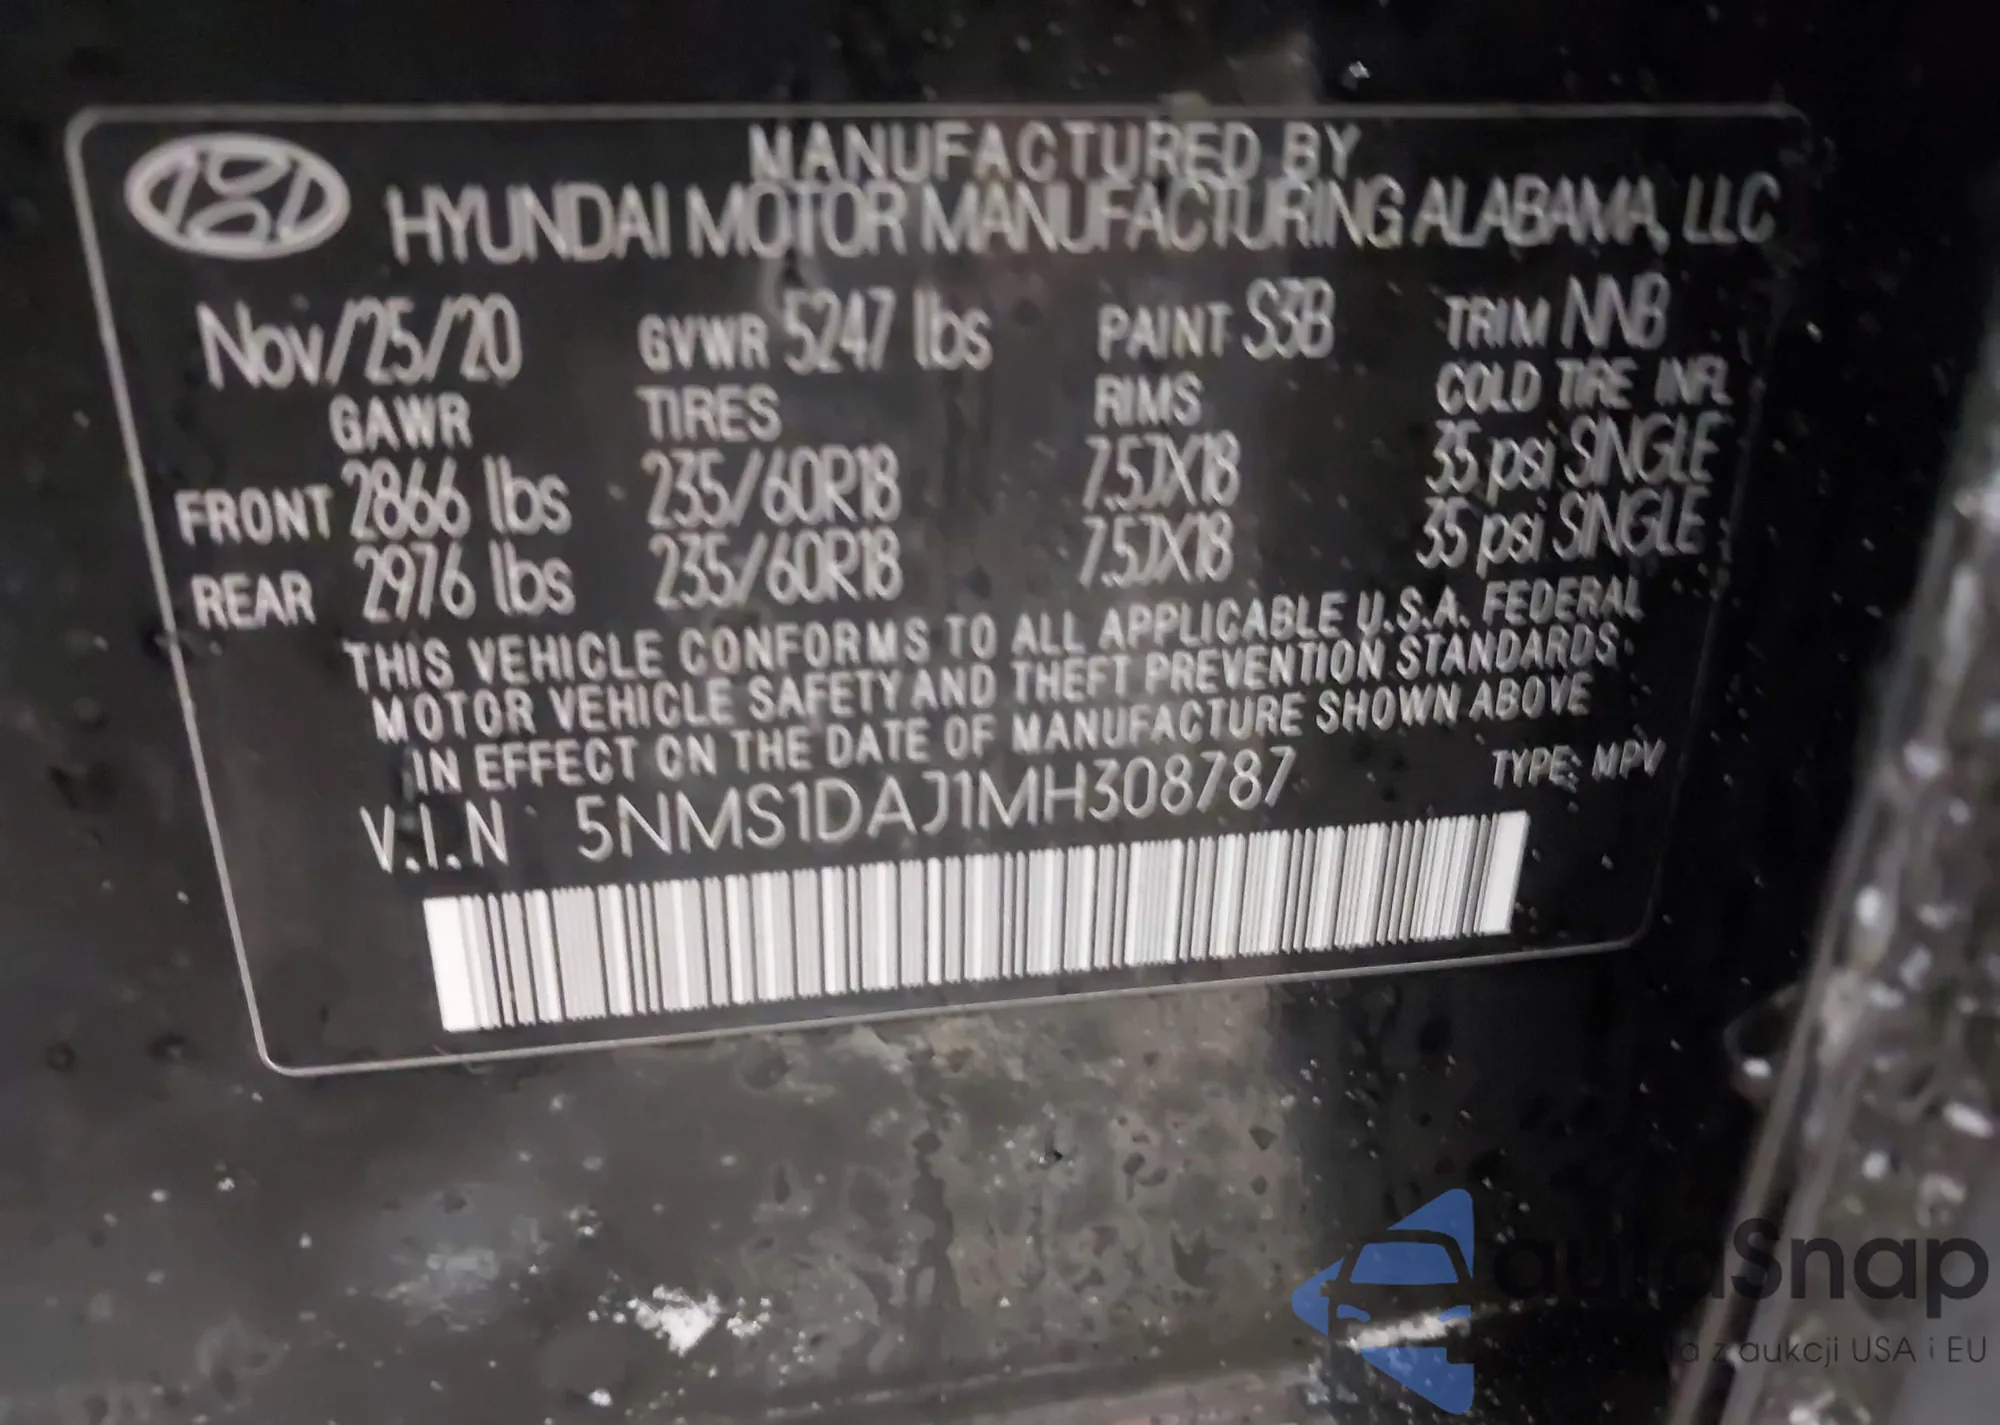 MANUFACTURED BY
HYUNDAI MOTOR MANUFACTURING ALABAMA, LLC
Nov/25/20 GVWR 5247 lbs PAINT S3B TRIM NNB
GAWR TIRES RIMS COLD TIRE INFL
FRONT 2866 lbs 235/60R18 7.5JX18 35 psi SINGLE
REAR 2976 lbs 235/60R18 7.5JX18 35 psi SINGLE
THIS VEHICLE CONFORMS TO ALL APPLICABLE U.S.A. FEDERAL
MOTOR VEHICLE SAFETY AND THEFT PREVENTION STANDARDS
IN EFFECT ON THE DATE OF MANUFACTURE SHOWN ABOVE
V.I.N 5NMS1DAJ1MH308787 TYPE: MPV
autaSnap
z aukcji USA i EU